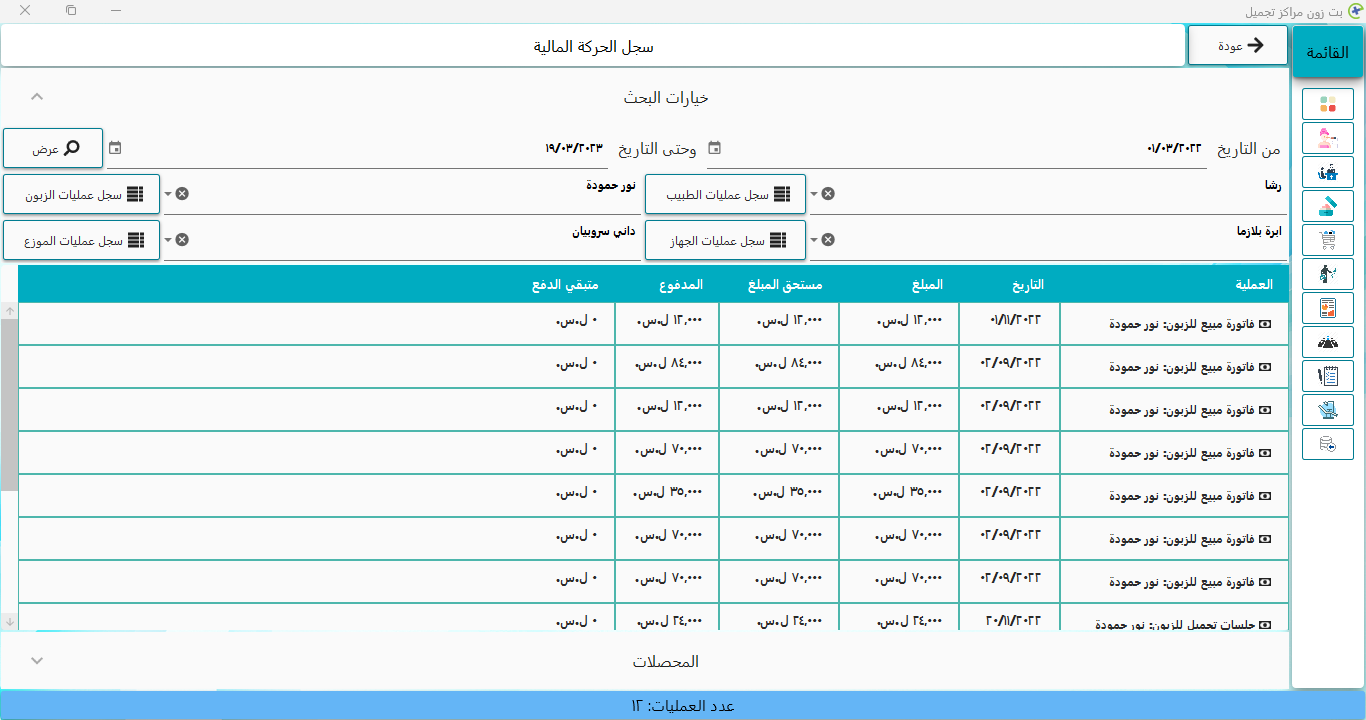 بت زون مراكز تجميل
القائمة
عودة
سجل الحركة المالية
خيارات البحث
من التاريخ ٠١/٠٣/٢٠٢٢ وحتى التاريخ ١٩/٠٣/٢٠٢٣ عرض
رشا سجل عمليات الطبيب نور حمودة سجل عمليات الزبون
ابرة بلازما سجل عمليات الجهاز داني سروبيان سجل عمليات الموزع
العملية التاريخ المبلغ مستحق المبلغ المدفوع متبقي الدفع
فاتورة مبيع للزبون: نور حمودة ٠١/١١/٢٠٢٢ ١٢,٠٠٠ ل.س. ١٢,٠٠٠ ل.س. ١٢,٠٠٠ ل.س. ٠ ل.س.
فاتورة مبيع للزبون: نور حمودة ٠٢/٠٩/٢٠٢٢ ٨٤,٠٠٠ ل.س. ٨٤,٠٠٠ ل.س. ٨٤,٠٠٠ ل.س. ٠ ل.س.
فاتورة مبيع للزبون: نور حمودة ٠٢/٠٩/٢٠٢٢ ١٢,٠٠٠ ل.س. ١٢,٠٠٠ ل.س. ١٢,٠٠٠ ل.س. ٠ ل.س.
فاتورة مبيع للزبون: نور حمودة ٠٢/٠٩/٢٠٢٢ ٧٠,٠٠٠ ل.س. ٧٠,٠٠٠ ل.س. ٧٠,٠٠٠ ل.س. ٠ ل.س.
فاتورة مبيع للزبون: نور حمودة ٠٢/٠٩/٢٠٢٢ ٣٥,٠٠٠ ل.س. ٣٥,٠٠٠ ل.س. ٣٥,٠٠٠ ل.س. ٠ ل.س.
فاتورة مبيع للزبون: نور حمودة ٠٢/٠٩/٢٠٢٢ ٧٠,٠٠٠ ل.س. ٧٠,٠٠٠ ل.س. ٧٠,٠٠٠ ل.س. ٠ ل.س.
فاتورة مبيع للزبون: نور حمودة ٠٢/٠٩/٢٠٢٢ ٧٠,٠٠٠ ل.س. ٧٠,٠٠٠ ل.س. ٧٠,٠٠٠ ل.س. ٠ ل.س.
جلسات تجميل للزبون: نور حمودة ٢٠/١١/٢٠٢٢ ٢٤,٠٠٠ ل.س. ٢٤,٠٠٠ ل.س. ٢٤,٠٠٠ ل.س. ٠ ل.س.
المحصلات
عدد العمليات: ١٢